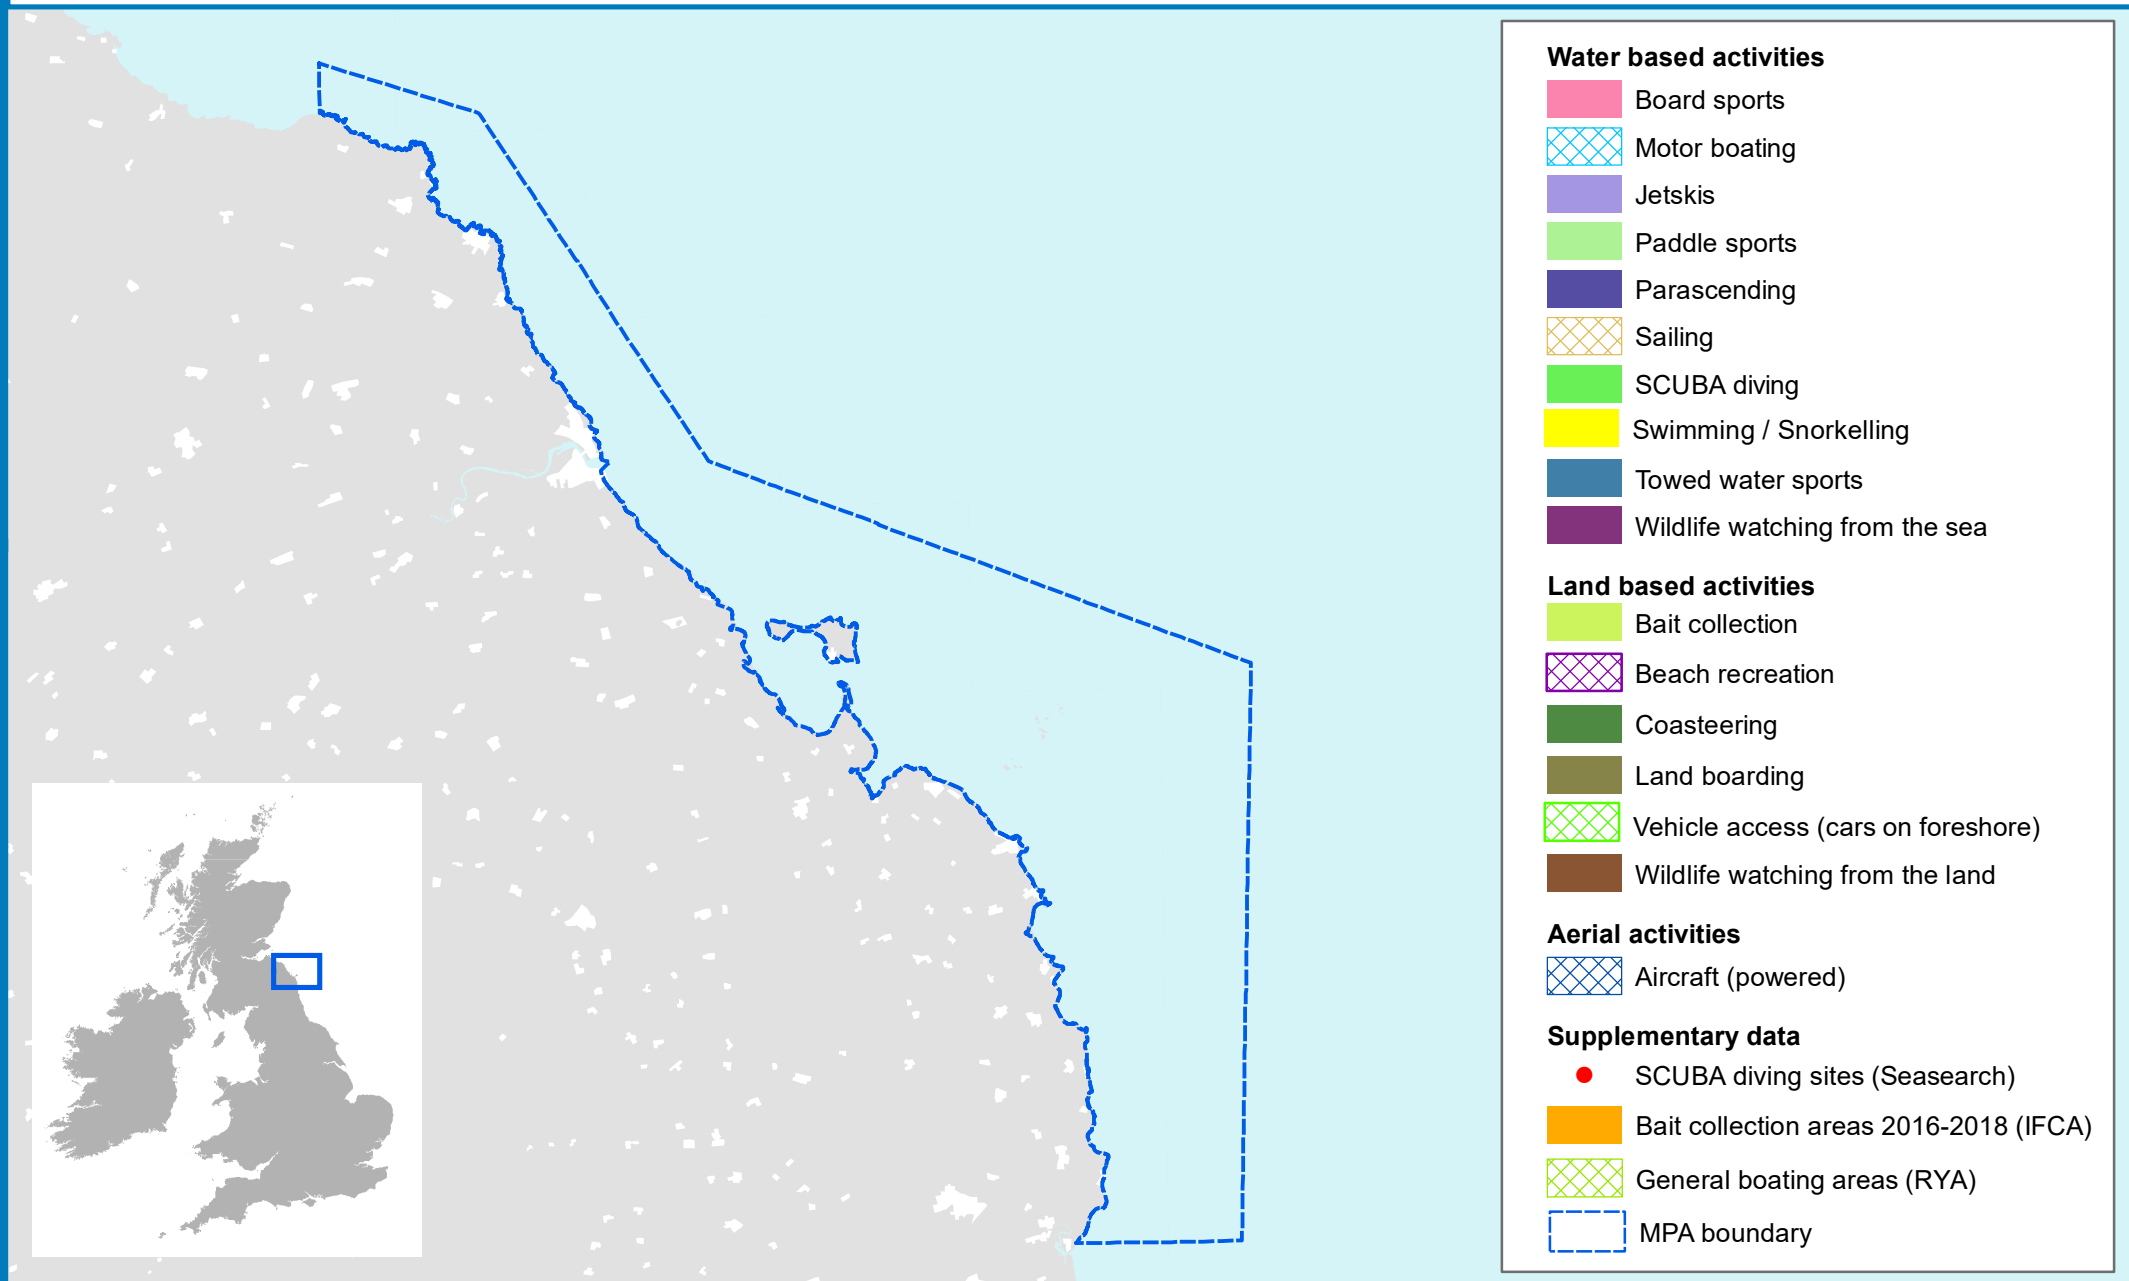 Water based activities
Board sports
Motor boating
Jetskis
Paddle sports
Parascending
Sailing
SCUBA diving
Swimming / Snorkelling
Towed water sports
Wildlife watching from the sea
Land based activities
Bait collection
Beach recreation
Coasteering
Land boarding
Vehicle access (cars on foreshore)
Wildlife watching from the land
Aerial activities
Aircraft (powered)
Supplementary data
SCUBA diving sites (Seasearch)
Bait collection areas 2016-2018 (IFCA)
General boating areas (RYA)
MPA boundary